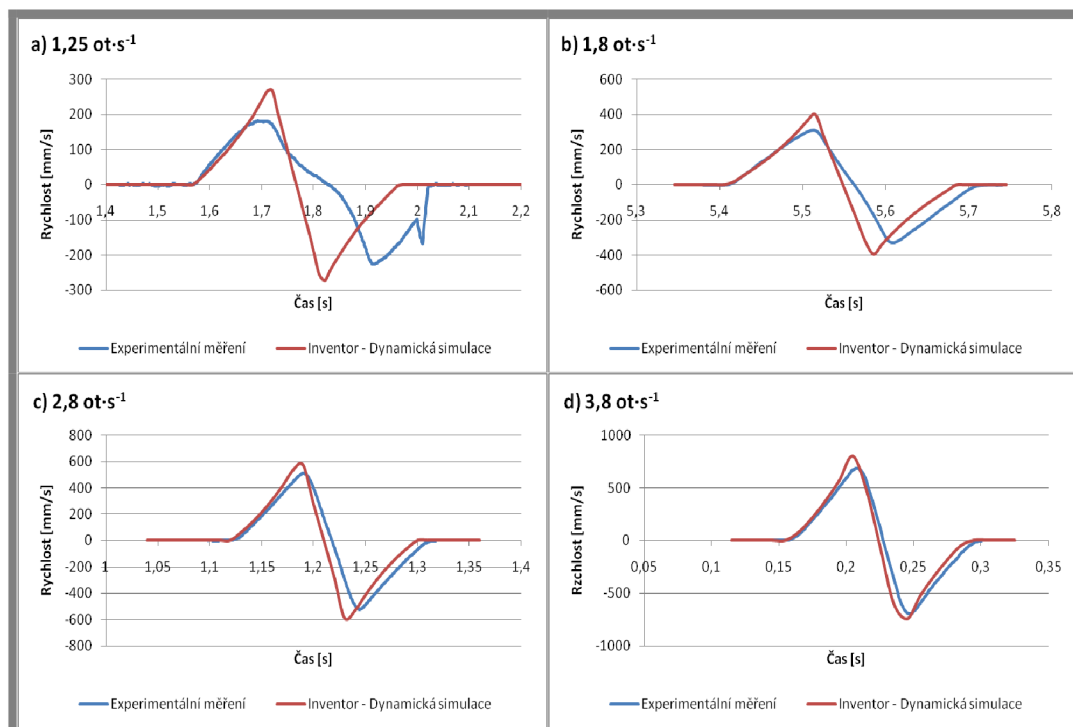 a) 1,25 ot·s⁻¹
300
200
100
0
-100
-200
-300
1,4 1,5 1,6 1,7 1,8 1,9 2 2,1 2,2
Rychlost [mm/s]
Čas [s]
Experimentální měření Inventor - Dynamická simulace
b) 1,8 ot·s⁻¹
600
400
200
0
-200
-400
-600
5,3 5,4 5,5 5,6 5,7 5,8
Rychlost [mm/s]
Čas [s]
Experimentální měření Inventor - Dynamická simulace
c) 2,8 ot·s⁻¹
800
600
400
200
0
-200
-400
-600
-800
1 1,05 1,1 1,15 1,2 1,25 1,3 1,35 1,4
Rychlost [mm/s]
Čas [s]
Experimentální měření Inventor - Dynamická simulace
d) 3,8 ot·s⁻¹
1000
500
0
-500
-1000
0,05 0,1 0,15 0,2 0,25 0,3 0,35
Rzchlost [mm/s]
Čas [s]
Experimentální měření Inventor - Dynamická simulace